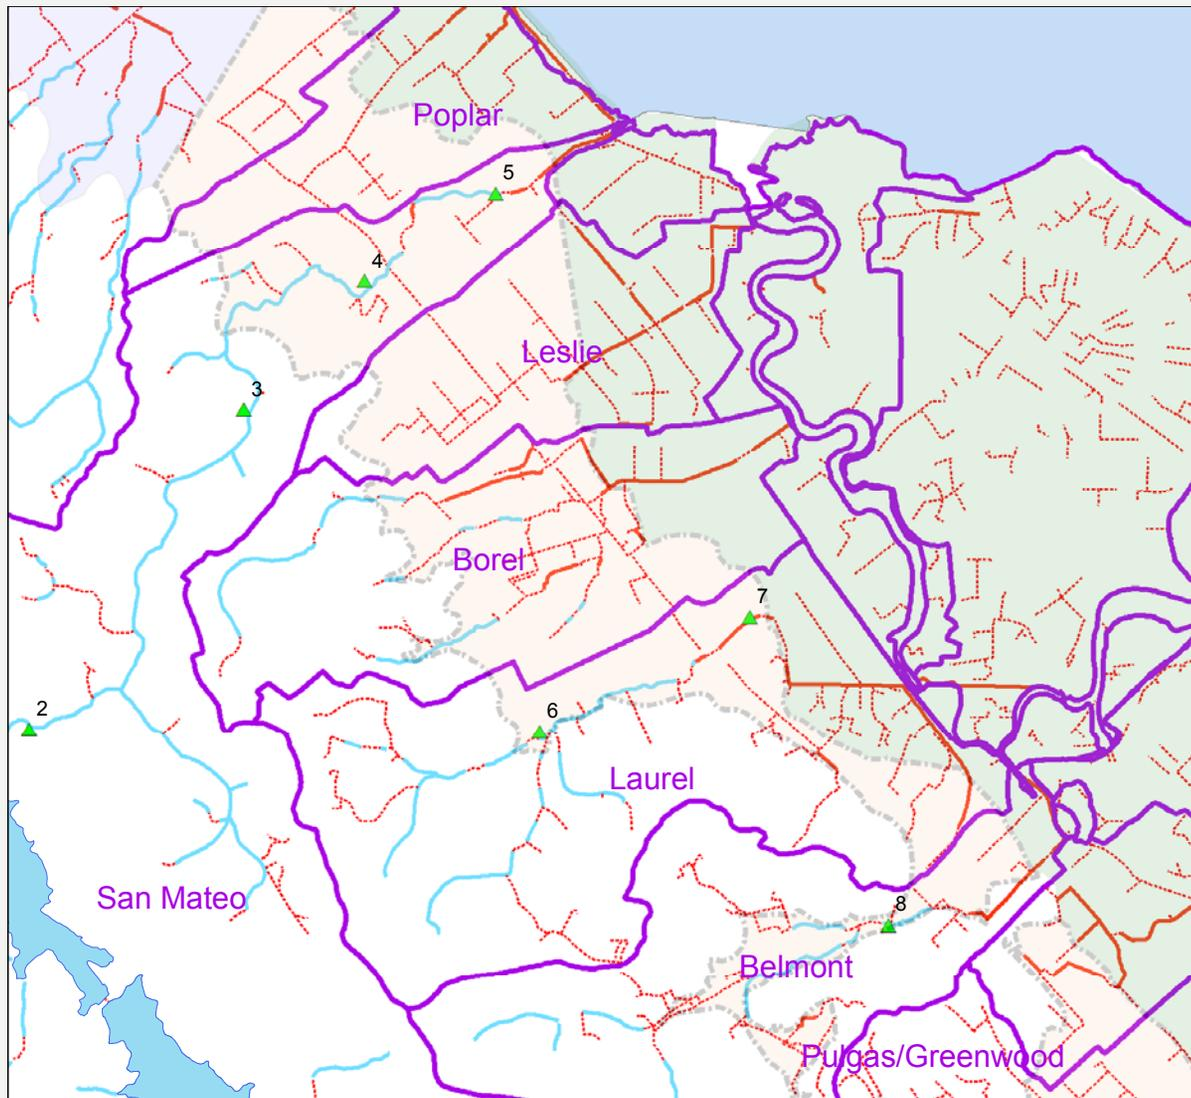 Poplar
5
4
Leslie
3
Borel
7
2
6
Laurel
San Mateo
8
Belmont
Pulgas/Greenwood